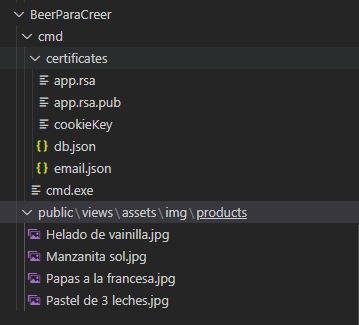 BeerParaCreer
cmd
certificates
app.rsa
app.rsa.pub
cookieKey
{} db.json
{} email.json
cmd.exe
public\views\assets\img\products
Helado de vainilla.jpg
Manzanita sol.jpg
Papas a la francesa.jpg
Pastel de 3 leches.jpg